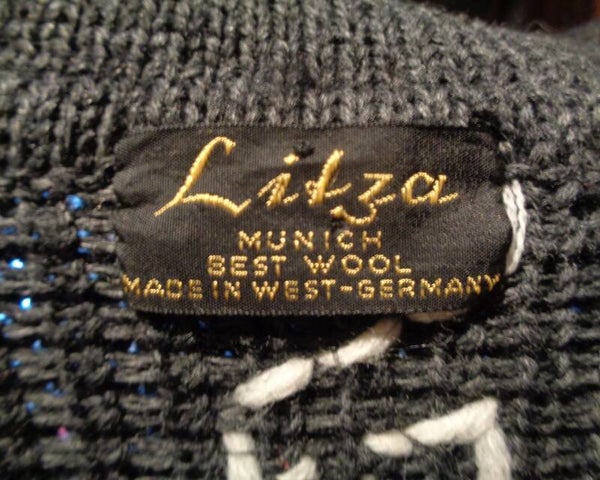 Litza
MUNICH
BEST WOOL
MADE IN WEST-GERMANY